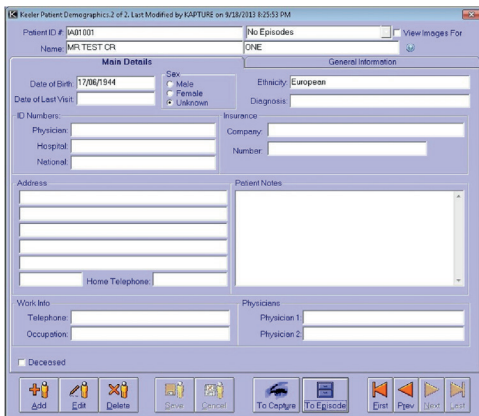 Keeler Patient Demographics.2 of 2. Last Modified by KAPTURE on 9/18/2013 8:25:53 PM
Patient ID #: IA01001 No Episodes View Images For
Name: MR.TEST CR ONE
Main Details General Information
Date of Birth: 17/06/1944 Sex Male Female Unknown Ethnicity: European
Date of Last Visit: Diagnosis:
ID Numbers: Insurance
Physician: Company:
Hospital: Number:
National:
Address Patient Notes
Home Telephone:
Work Info Physicians
Telephone: Physician 1:
Occupation: Physician 2:
Deceased
Add Edit Delete Save Cancel To Capture To Episode First Prev Next Last